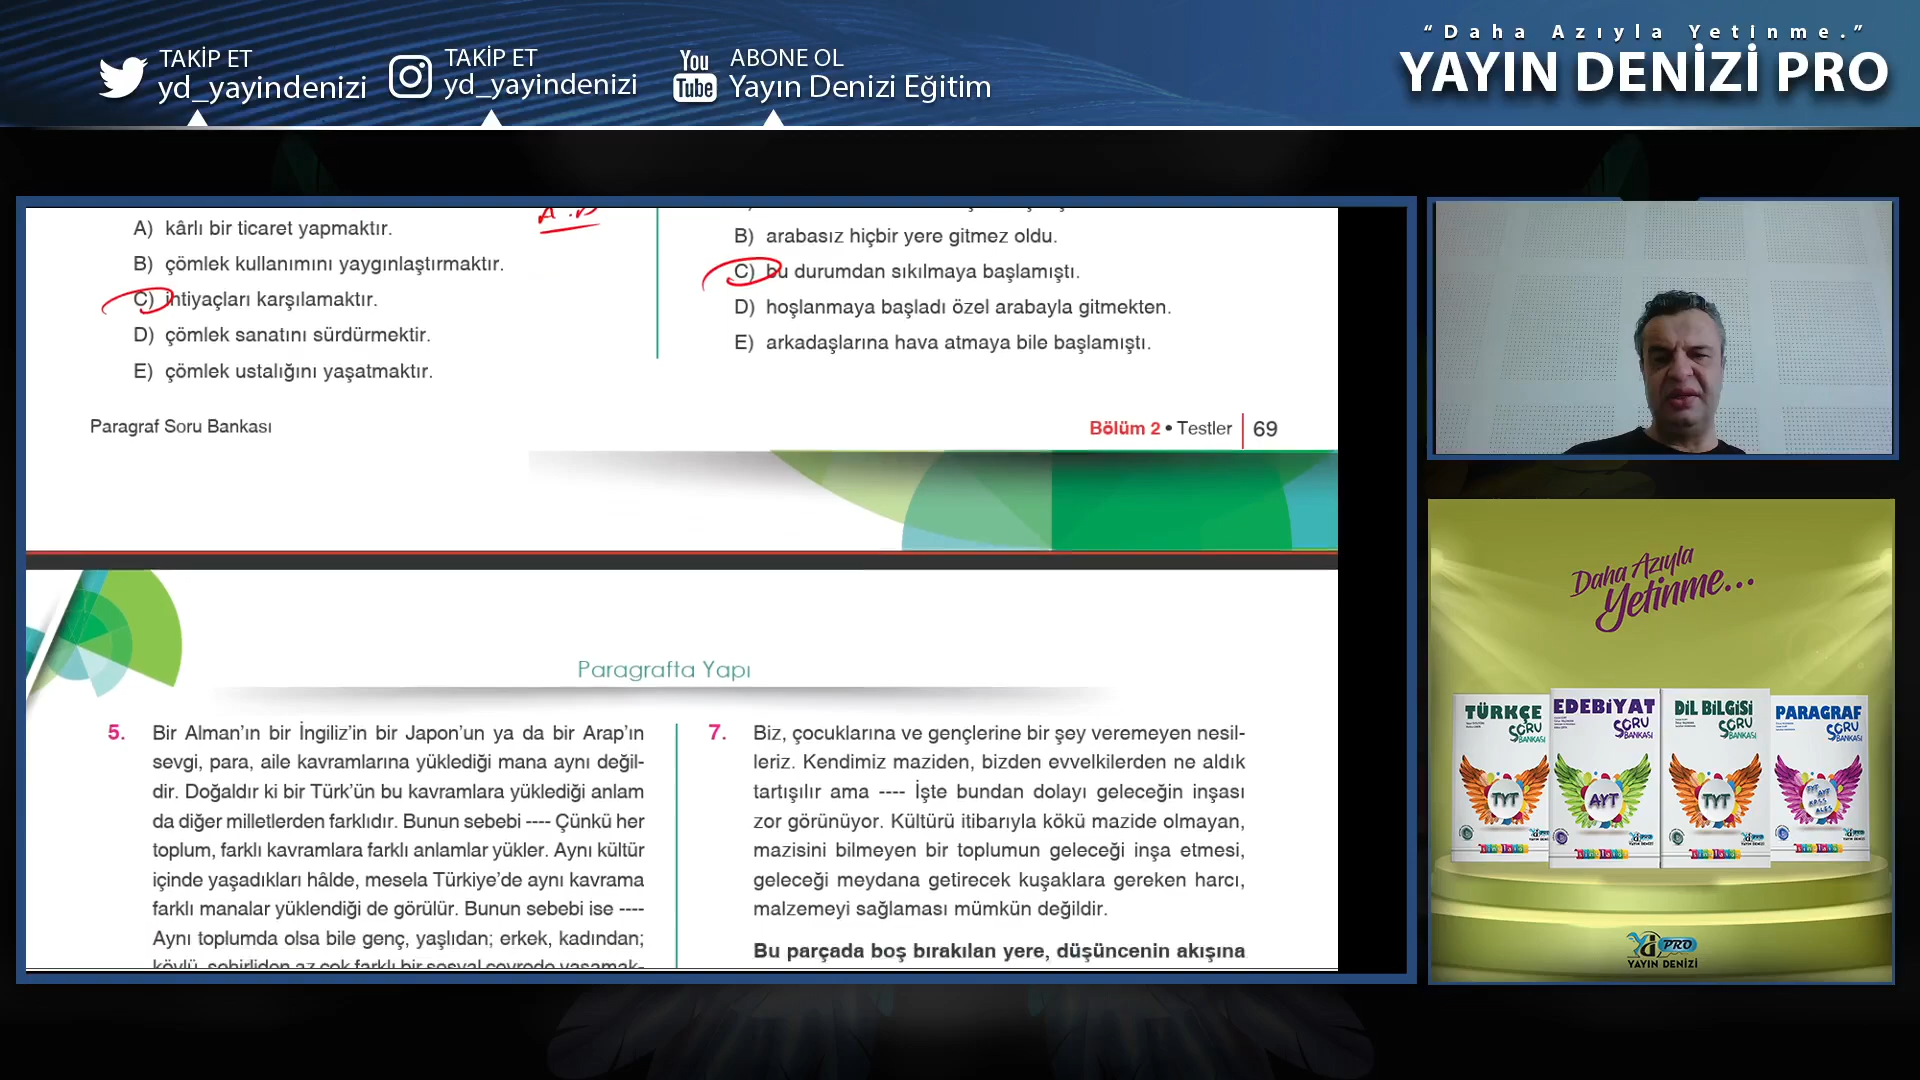 TAKİP ET
yd_yayindenizi
TAKİP ET
yd_yayindenizi
You
Tube
ABONE OL
Yayın Denizi Eğitim
“Daha Azıyla Yetinme.”
YAYIN DENİZİ PRO
A) kârlı bir ticaret yapmaktır.
B) çömlek kullanımını yaygınlaştırmaktır.
C) ihtiyaçları karşılamaktır.
D) çömlek sanatını sürdürmektir.
E) çömlek ustalığını yaşatmaktır.
B) arabasız hiçbir yere gitmez oldu.
C) bu durumdan sıkılmaya başlamıştı.
D) hoşlanmaya başladı özel arabayla gitmekten.
E) arkadaşlarına hava atmaya bile başlamıştı.
Paragraf Soru Bankası
Bölüm 2 • Testler 69
Paragrafta Yapı
5. Bir Alman’ın bir İngiliz’in bir Japon’un ya da bir Arap’ın
sevgi, para, aile kavramlarına yüklediği mana aynı değil-
dir. Doğaldır ki bir Türk’ün bu kavramlara yüklediği anlam
da diğer milletlerden farklıdır. Bunun sebebi ---- Çünkü her
toplum, farklı kavramlara farklı anlamlar yükler. Aynı kültür
içinde yaşadıkları hâlde, mesela Türkiye’de aynı kavrama
farklı manalar yüklendiği de görülür. Bunun sebebi ise ----
Aynı toplumda olsa bile genç, yaşlıdan; erkek, kadından;
köylü, şehirliden az çok farklı bir sosyal çevrede yaşamak-
7. Biz, çocuklarına ve gençlerine bir şey veremeyen nesil-
leriz. Kendimiz maziden, bizden evvelkilerden ne aldık
tartışılır ama ---- İşte bundan dolayı geleceğin inşası
zor görünüyor. Kültürü itibarıyla kökü mazide olmayan,
mazisini bilmeyen bir toplumun geleceği inşa etmesi,
geleceği meydana getirecek kuşaklara gereken harcı,
malzemeyi sağlaması mümkün değildir.
Bu parçada boş bırakılan yere, düşüncenin akışına
Daha Azıyla
Yetinme...
TÜRKÇE
SORU
BANKASI
TYT
EDEBİYAT
SORU
BANKASI
AYT
DİL BİLGİSİ
SORU
BANKASI
TYT
PARAGRAF
SORU
BANKASI
PRO
YAYIN DENİZİ